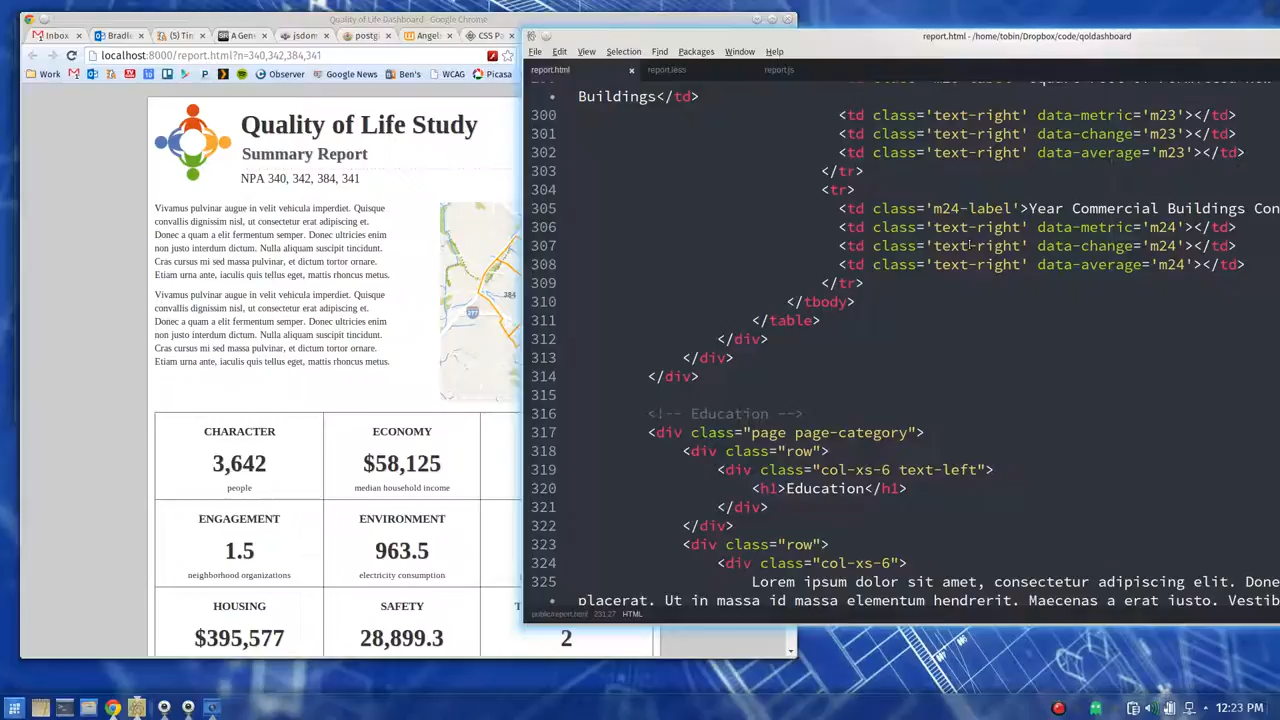 Quality of Life Dashboard - Google Chrome
Inbox
Bradle
(5) Tin
SR A Gene
jsdom
postgi
Angela
CSS Pa
localhost:8000/report.html?n=340,342,384,341
Work
10
P
Observer
Google News
Ben's
WCAG
Picasa
Quality of Life Study
Summary Report
NPA 340, 342, 384, 341
Vivamus pulvinar augue in velit vehicula imperdiet. Quisque
convallis dignissim nisl, ut consectetur erat adipiscing et.
Donec a quam a elit fermentum semper. Donec ultricies enim
non justo interdum dictum. Nulla aliquam suscipit tincidunt.
Cras cursus mi sed massa pulvinar, et dictum tortor ornare.
Etiam urna ante, iaculis quis tellus eget, mattis rhoncus metus.
Vivamus pulvinar augue in velit vehicula imperdiet. Quisque
convallis dignissim nisl, ut consectetur erat adipiscing et.
Donec a quam a elit fermentum semper. Donec ultricies enim
non justo interdum dictum. Nulla aliquam suscipit tincidunt.
Cras cursus mi sed massa pulvinar, et dictum tortor ornare.
Etiam urna ante, iaculis quis tellus eget, mattis rhoncus metus.
384
377
CHARACTER
3,642
people
ECONOMY
$58,125
median household income
ENGAGEMENT
1.5
neighborhood organizations
ENVIRONMENT
963.5
electricity consumption
HOUSING
$395,577
SAFETY
28,899.3
T
2
report.html - /home/tobin/Dropbox/code/qoldashboard
File Edit View Selection Find Packages Window Help
report.html
report.less
report.js
• Buildings</td>
300 <td class='text-right' data-metric='m23'></td>
301 <td class='text-right' data-change='m23'></td>
302 <td class='text-right' data-average='m23'></td>
303 </tr>
304 <tr>
305 <td class='m24-label'>Year Commercial Buildings Con
306 <td class='text-right' data-metric='m24'></td>
307 <td class='text-right' data-change='m24'></td>
308 <td class='text-right' data-average='m24'></td>
309 </tr>
310 </tbody>
311 </table>
312 </div>
313 </div>
314 </div>
315
316 <!-- Education -->
317 <div class="page page-category">
318 <div class="row">
319 <div class="col-xs-6 text-left">
320 <h1>Education</h1>
321 </div>
322 </div>
323 <div class="row">
324 <div class="col-xs-6">
325 Lorem ipsum dolor sit amet, consectetur adipiscing elit. Done
• placerat. Ut in massa id massa elementum hendrerit. Maecenas a erat justo. Vestib
public/report.html 231,27 HTML
12:23 PM